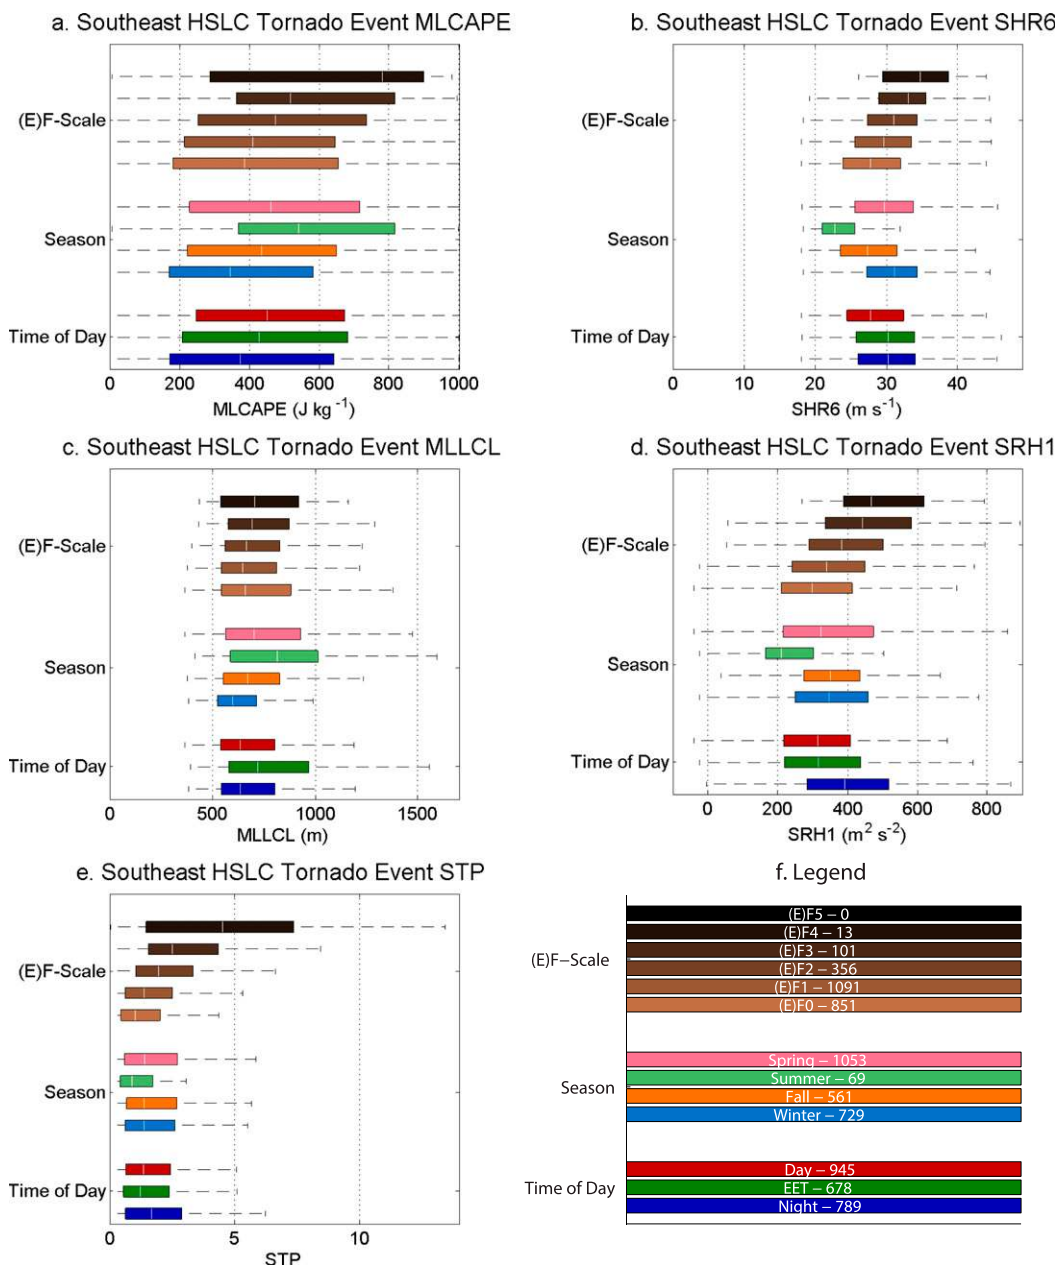 a. Southeast HSLC Tornado Event MLCAPE
(E)F-Scale
Season
Time of Day
0 200 400 600 800 1000
MLCAPE (J kg⁻¹)
b. Southeast HSLC Tornado Event SHR6
(E)F-Scale
Season
Time of Day
0 10 20 30 40
SHR6 (m s⁻¹)
c. Southeast HSLC Tornado Event MLLCL
(E)F-Scale
Season
Time of Day
0 500 1000 1500
MLLCL (m)
d. Southeast HSLC Tornado Event SRH1
(E)F-Scale
Season
Time of Day
0 200 400 600 800
SRH1 (m² s⁻²)
e. Southeast HSLC Tornado Event STP
(E)F-Scale
Season
Time of Day
0 5 10
STP
f. Legend
(E)F5 – 0
(E)F4 – 13
(E)F–Scale
(E)F3 – 101
(E)F2 – 356
(E)F1 – 1091
(E)F0 – 851
Spring – 1053
Season
Summer – 69
Fall – 561
Winter – 729
Day – 945
Time of Day
EET – 678
Night – 789